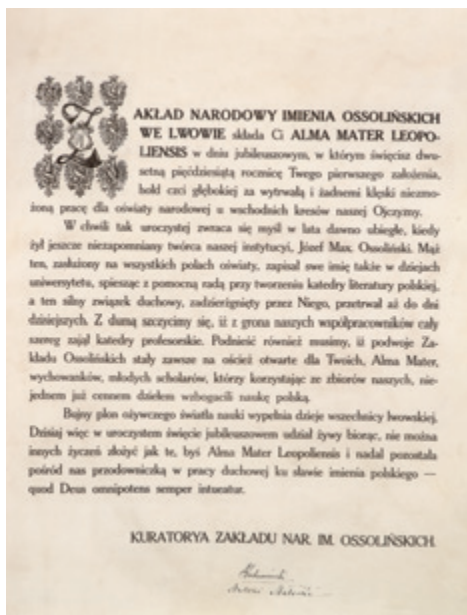 ZAKŁAD NARODOWY IMIENIA OSSOLIŃSKICH
WE LWOWIE składa Ci ALMA MATER LEOPO-
LIENSIS w dniu jubileuszowym, w którym święcisz dwu-
setną pięćdziesiątą rocznicę Twego pierwszego założenia,
hołd czci głębokiej za wytrwałą i żadnemi klęski niezmo-
żoną pracę dla oświaty narodowej u wschodnich kresów naszej Ojczyzny.
W chwili tak uroczystej zwraca się myśl w lata dawno ubiegłe, kiedy
żył jeszcze niezapomniany twórca naszej instytucyi, Józef Max. Ossoliński. Mąż
ten, zasłużony na wszystkich polach oświaty, zapisał swe imię także w dziejach
uniwersytetu, spiesząc z pomocną radą przy tworzeniu katedry literatury polskiej,
a ten silny związek duchowy, zadzierżgnięty przez Niego, przetrwał aż do dni
dzisiejszych. Z dumą szczycimy się, iż z grona naszych współpracowników cały
szereg zajął katedry profesorskie. Podnieść również musimy, iż podwoje Za-
kładu Ossolińskich stały zawsze na oścież otwarte dla Twoich, Alma Mater,
wychowanków, młodych scholarów, którzy korzystając ze zbiorów naszych, nie-
jednem już cennem dziełem wzbogacili naukę polską.
Bujny plon ożywczego światła nauki wypełnia dzieje wszechnicy lwowskiej.
Dzisiaj więc w uroczystem święcie jubileuszowem udział żywy biorąc, nie można
innych życzeń złożyć jak te, byś Alma Mater Leopoliensis i nadal pozostała
pośród nas przodowniczką w pracy duchowej ku sławie imienia polskiego —
quod Deus omnipotens semper intueatur.
KURATORYA ZAKŁADU NAR. IM. OSSOLIŃSKICH.